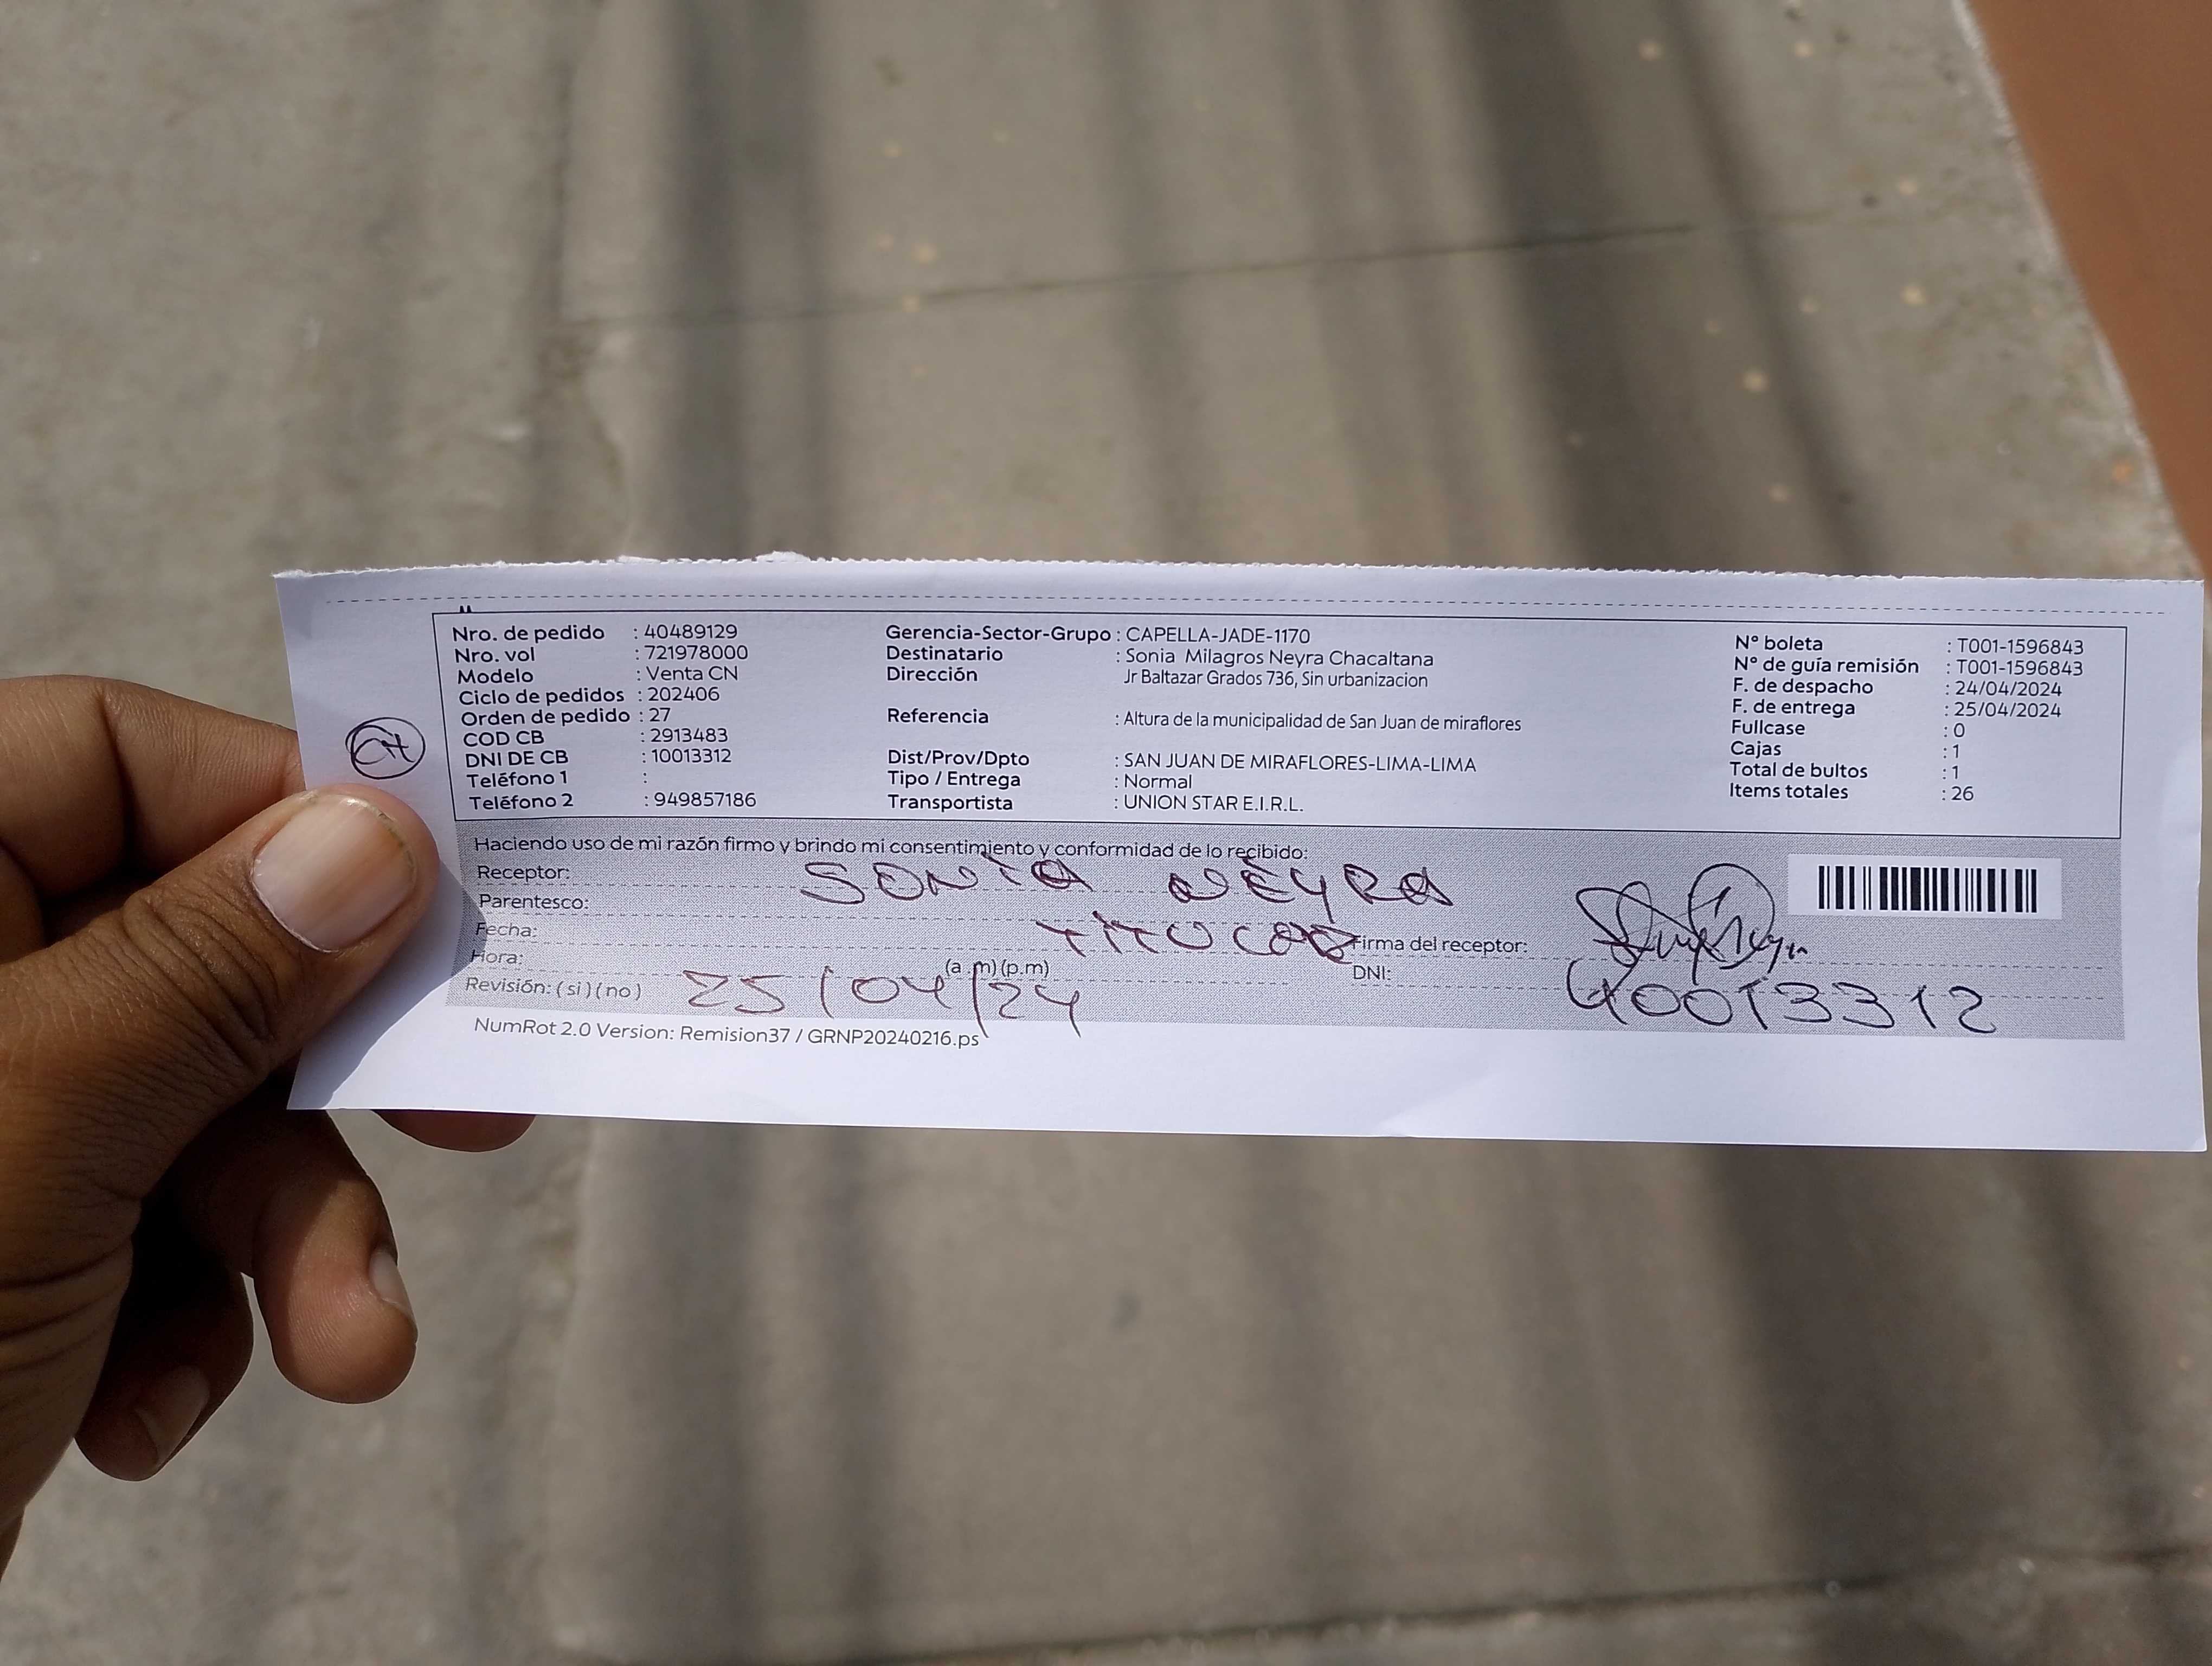 Nro. de pedido : 40489129
Nro. vol : 721978000
Modelo : Venta CN
Ciclo de pedidos : 202406
Orden de pedido : 27
COD CB : 2913483
DNI DE CB : 10013312
Teléfono 1 :
Teléfono 2 : 949857186
Gerencia-Sector-Grupo : CAPELLA-JADE-1170
Destinatario : Sonia Milagros Neyra Chacaltana
Dirección Jr Baltazar Grados 736, Sin urbanizacion
Referencia : Altura de la municipalidad de San Juan de miraflores
Dist/Prov/Dpto : SAN JUAN DE MIRAFLORES-LIMA-LIMA
Tipo / Entrega : Normal
Transportista : UNION STAR E.I.R.L.
N° boleta : T001-1596843
N° de guía remisión : T001-1596843
F. de despacho : 24/04/2024
F. de entrega : 25/04/2024
Fullcase : 0
Cajas : 1
Total de bultos : 1
Items totales : 26
Haciendo uso de mi razón firmo y brindo mi consentimiento y conformidad de lo recibido:
Receptor: SONIA NEYRA
Parentesco:
Fecha:
Firma del receptor:
Hora: (a .m) (p.m)
DNI:
Revisión: ( si ) ( no ) 25/04/24
NumRot 2.0 Version: Remision37 / GRNP20240216.ps